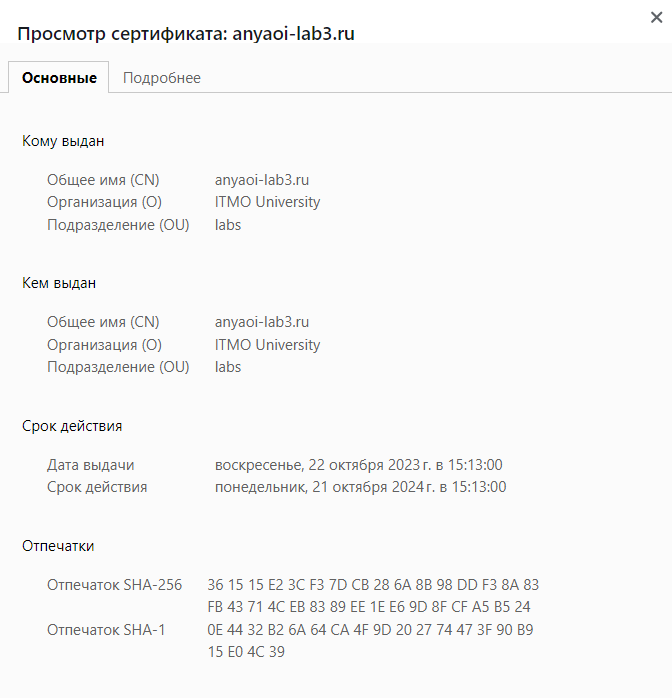 Просмотр сертификата: anyaoi-lab3.ru
Основные Подробнее
Кому выдан
Общее имя (CN) anyaoi-lab3.ru
Организация (O) ITMO University
Подразделение (OU) labs
Кем выдан
Общее имя (CN) anyaoi-lab3.ru
Организация (O) ITMO University
Подразделение (OU) labs
Срок действия
Дата выдачи воскресенье, 22 октября 2023 г. в 15:13:00
Срок действия понедельник, 21 октября 2024 г. в 15:13:00
Отпечатки
Отпечаток SHA-256 36 15 15 E2 3C F3 7D CB 28 6A 8B 98 DD F3 8A 83
FB 43 71 4C EB 83 89 EE 1E E6 9D 8F CF A5 B5 24
Отпечаток SHA-1 0E 44 32 B2 6A 64 CA 4F 9D 20 27 74 47 3F 90 B9
15 E0 4C 39